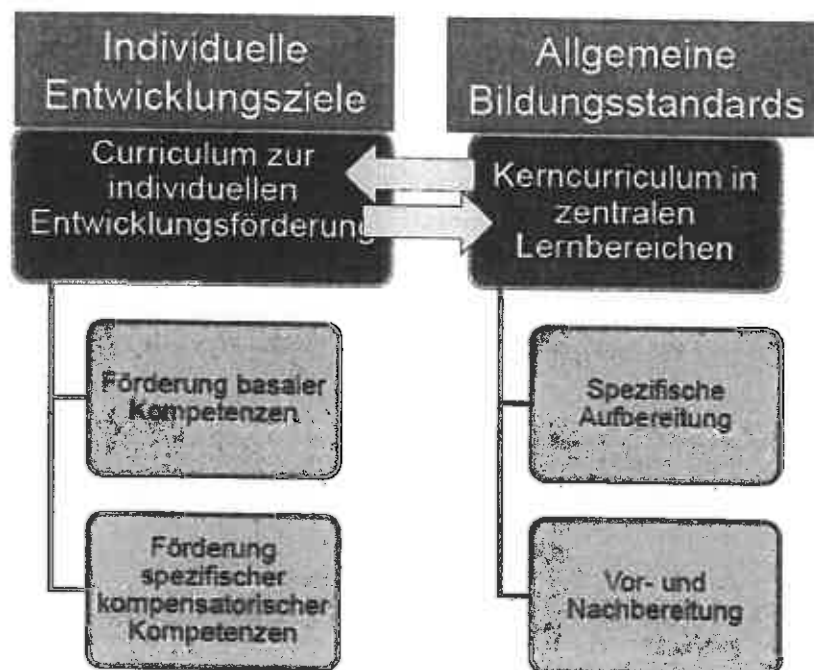 Individuelle
Entwicklungsziele
Curriculum zur
individuellen
Entwicklungsförderung
Förderung basaler
Kompetenzen
Förderung
spezifischer
kompensatorischer
Kompetenzen
Allgemeine
Bildungsstandards
Kerncurriculum in
zentralen
Lernbereichen
Spezifische
Aufbereitung
Vor- und
Nachbereitung